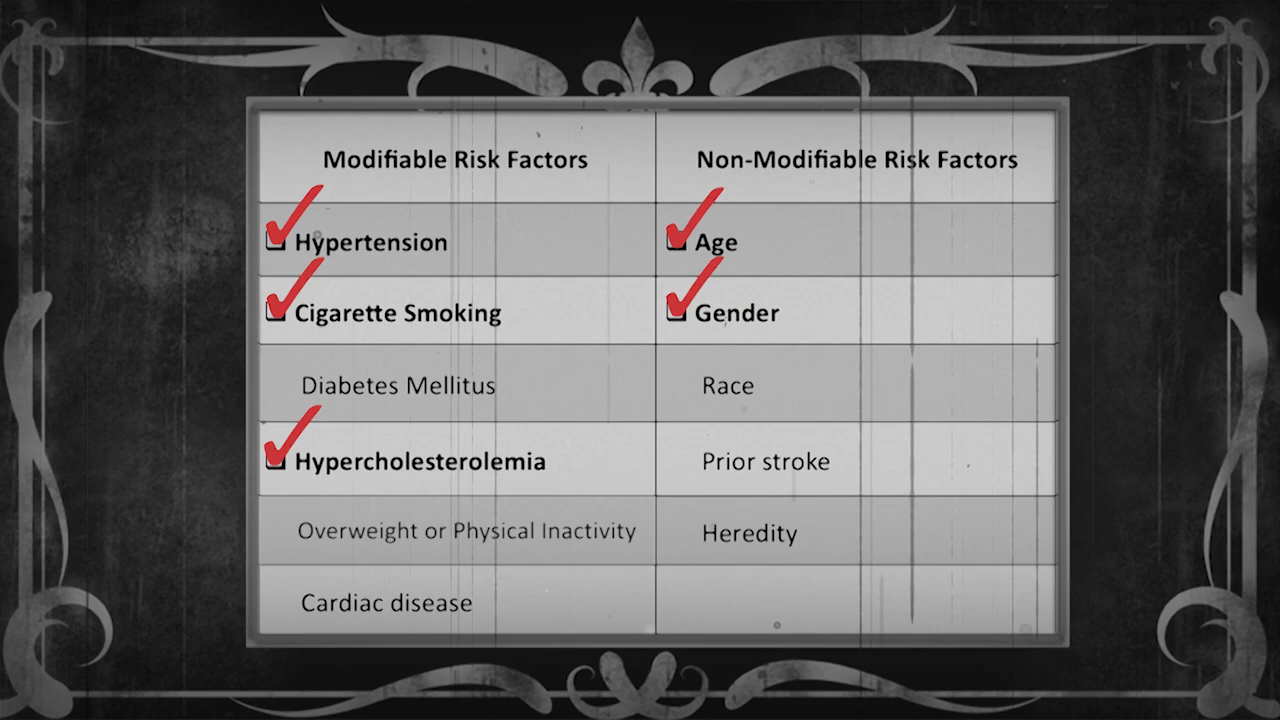 Modifiable Risk Factors
Non-Modifiable Risk Factors
Hypertension
Age
Cigarette Smoking
Gender
Diabetes Mellitus
Race
Hypercholesterolemia
Prior stroke
Overweight or Physical Inactivity
Heredity
Cardiac disease